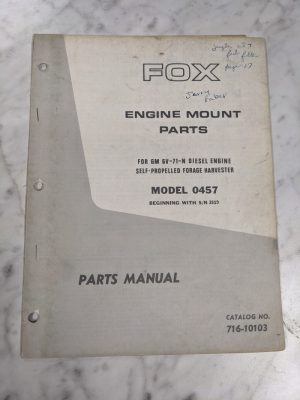 FOX
ENGINE MOUNT
PARTS
FOR GM 6V-71-N DIESEL ENGINE
SELF-PROPELLED FORAGE HARVESTER
MODEL 0457
BEGINNING WITH S/N
PARTS MANUAL
CATALOG NO.
716-10103